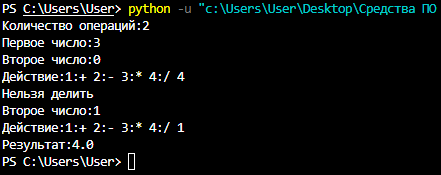 PS C:\Users\User> python -u "c:\Users\User\Desktop\Средства ПО
Количество операций:2
Первое число:3
Второе число:0
Действие:1:+ 2:- 3:* 4:/ 4
Нельзя делить
Второе число:1
Действие:1:+ 2:- 3:* 4:/ 1
Результат:4.0
PS C:\Users\User>